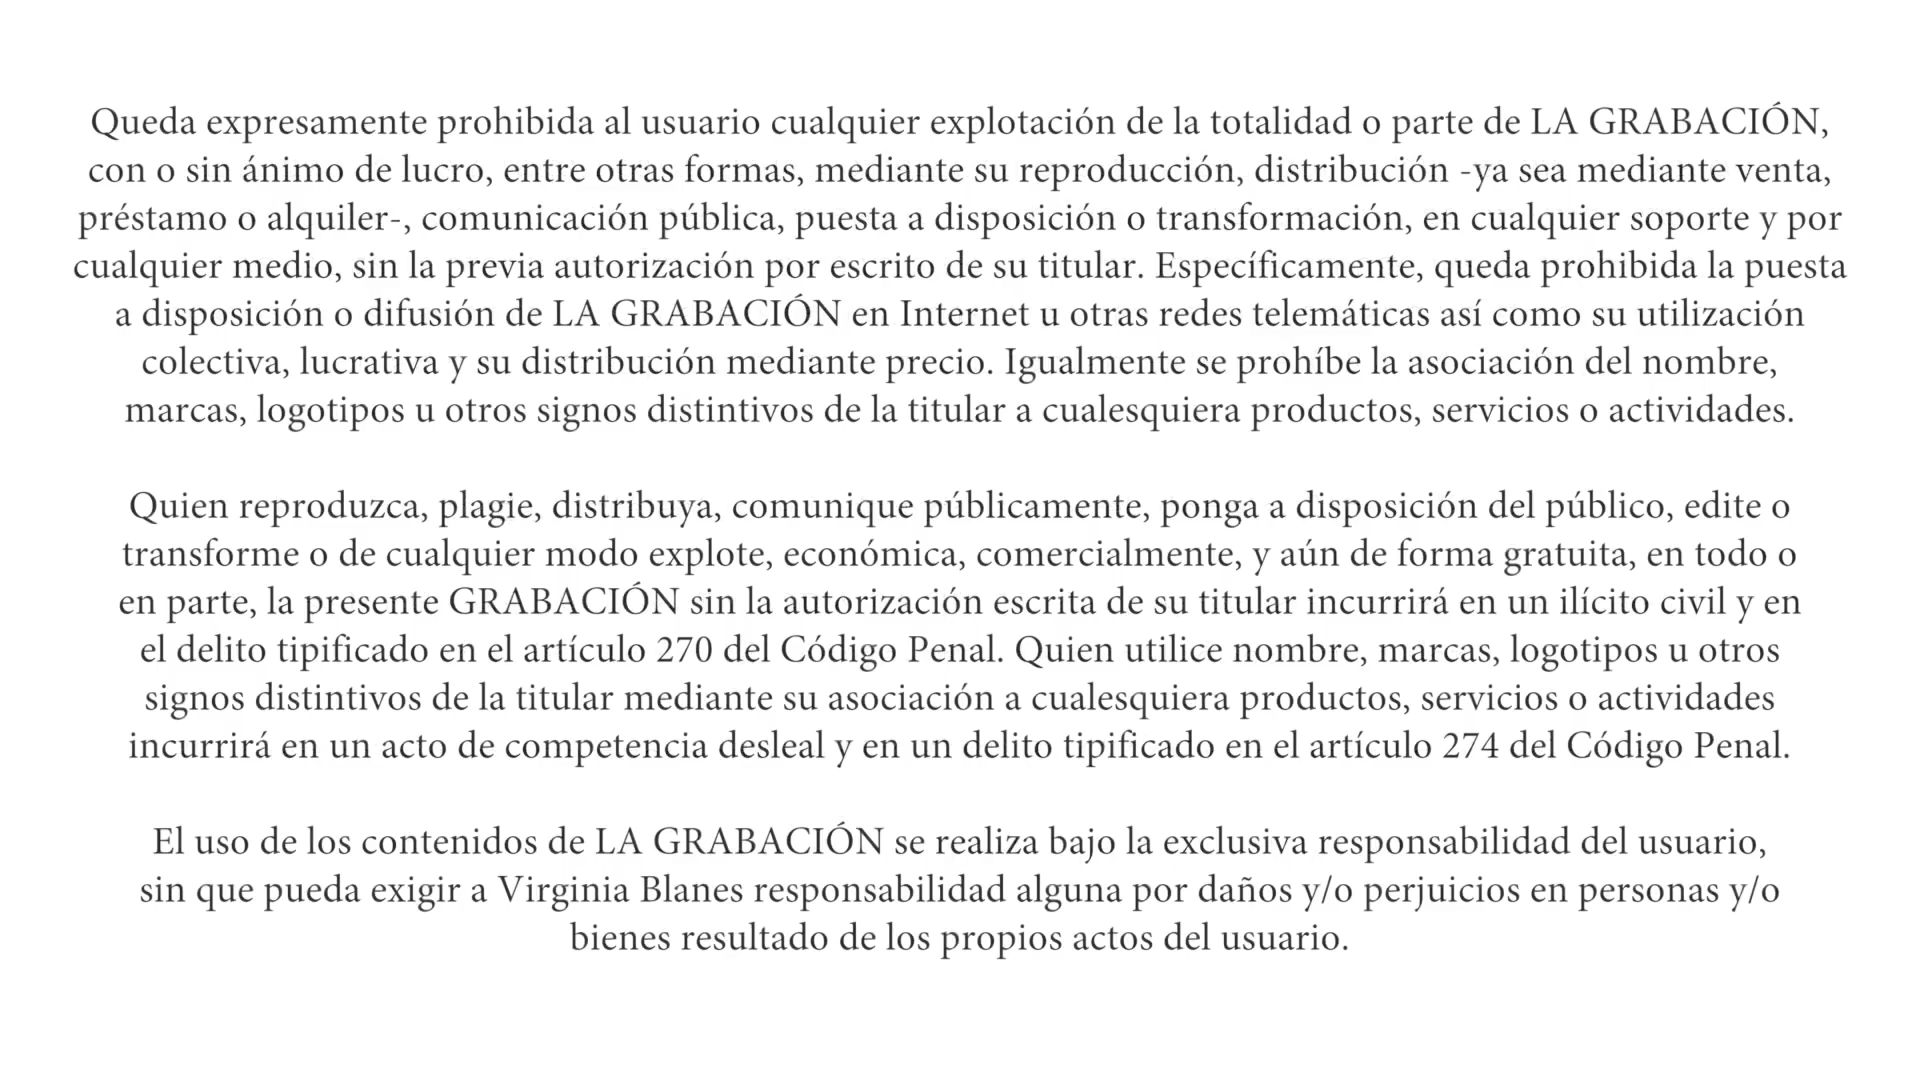 Queda expresamente prohibida al usuario cualquier explotación de la totalidad o parte de LA GRABACIÓN,
con o sin ánimo de lucro, entre otras formas, mediante su reproducción, distribución -ya sea mediante venta,
préstamo o alquiler-, comunicación pública, puesta a disposición o transformación, en cualquier soporte y por
cualquier medio, sin la previa autorización por escrito de su titular. Específicamente, queda prohibida la puesta
a disposición o difusión de LA GRABACIÓN en Internet u otras redes telemáticas así como su utilización
colectiva, lucrativa y su distribución mediante precio. Igualmente se prohíbe la asociación del nombre,
marcas, logotipos u otros signos distintivos de la titular a cualesquiera productos, servicios o actividades.
Quien reproduzca, plagie, distribuya, comunique públicamente, ponga a disposición del público, edite o
transforme o de cualquier modo explote, económica, comercialmente, y aún de forma gratuita, en todo o
en parte, la presente GRABACIÓN sin la autorización escrita de su titular incurrirá en un ilícito civil y en
el delito tipificado en el artículo 270 del Código Penal. Quien utilice nombre, marcas, logotipos u otros
signos distintivos de la titular mediante su asociación a cualesquiera productos, servicios o actividades
incurrirá en un acto de competencia desleal y en un delito tipificado en el artículo 274 del Código Penal.
El uso de los contenidos de LA GRABACIÓN se realiza bajo la exclusiva responsabilidad del usuario,
sin que pueda exigir a Virginia Blanes responsabilidad alguna por daños y/o perjuicios en personas y/o
bienes resultado de los propios actos del usuario.